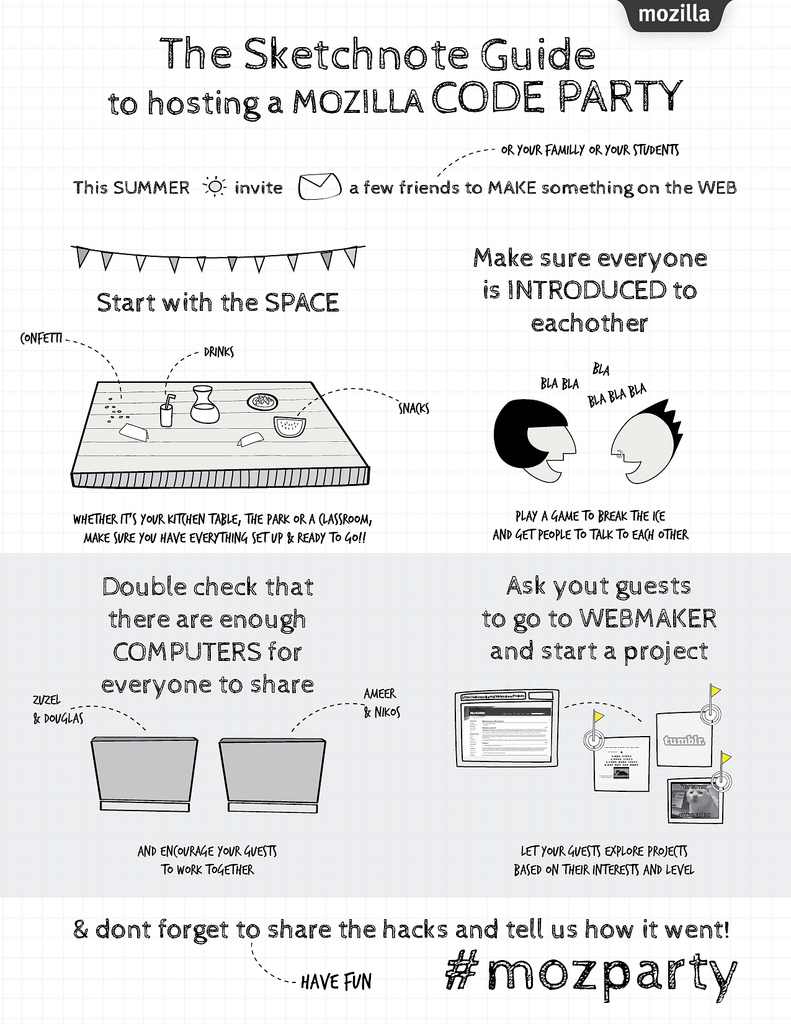 mozilla
The Sketchnote Guide
to hosting a MOZILLA CODE PARTY
OR YOUR FAMILLY OR YOUR STUDENTS
This SUMMER invite a few friends to MAKE something on the WEB
Start with the SPACE
CONFETTI
DRINKS
SNACKS
WHETHER IT'S YOUR KITCHEN TABLE, THE PARK OR A CLASSROOM,
MAKE SURE YOU HAVE EVERYTHING SET UP & READY TO GO!!
Make sure everyone
is INTRODUCED to
eachother
BLA
BLA BLA
BLA BLA BLA
PLAY A GAME TO BREAK THE ICE
AND GET PEOPLE TO TALK TO EACH OTHER
Double check that
there are enough
COMPUTERS for
everyone to share
ZUZEL
& DOUGLAS
AMEER
& NIKOS
AND ENCOURAGE YOUR GUESTS
TO WORK TOGETHER
Ask yout guests
to go to WEBMAKER
and start a project
tumblr.
LET YOUR GUESTS EXPLORE PROJECTS
BASED ON THEIR INTERESTS AND LEVEL
& dont forget to share the hacks and tell us how it went!
HAVE FUN
#mozparty